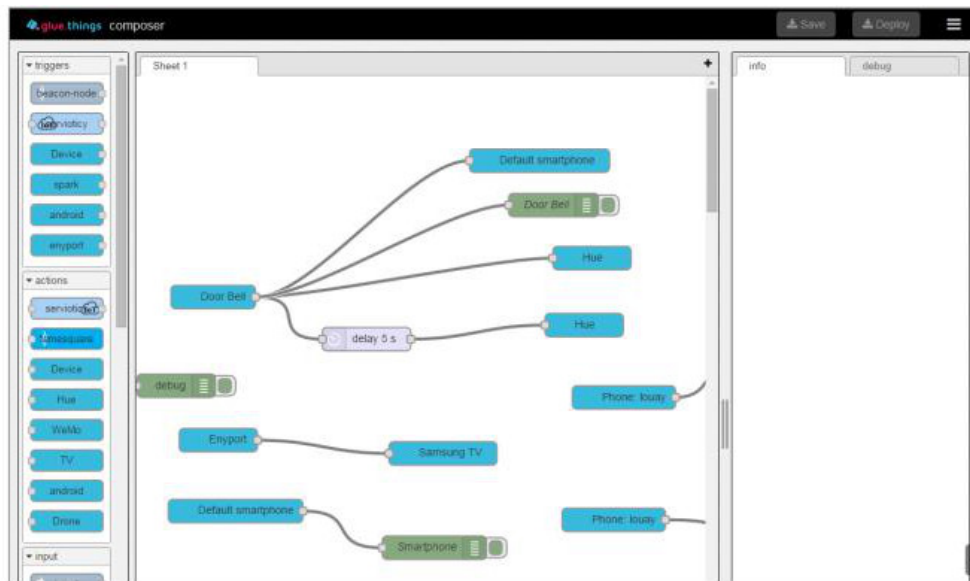 glue.things composer
Save
Deploy
triggers
beacon-node
servioticy
Device
spark
android
enyport
actions
servioticy
Device
Hue
WeMo
TV
android
Drone
input
Sheet 1
+
Default smartphone
Door Bell
Hue
Door Bell
delay 5 s
Hue
debug
Phone: louay
Enyport
Samsung TV
Default smartphone
Phone: louay
Smartphone
info
debug